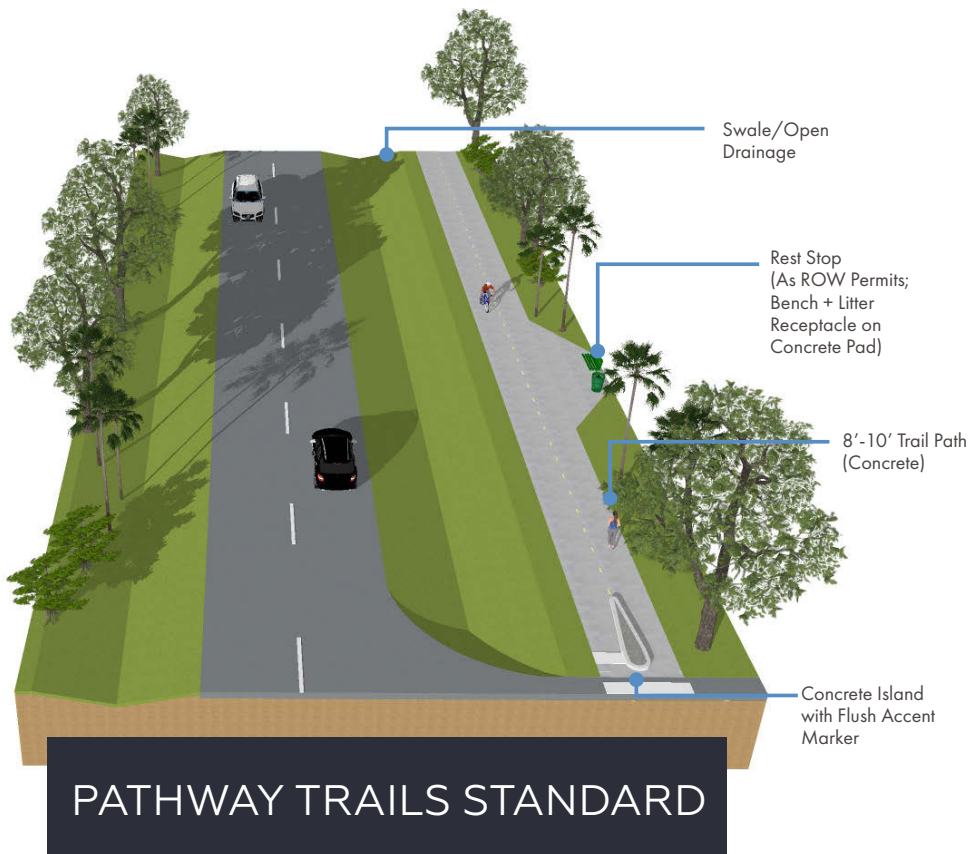 Swale/Open
Drainage
Rest Stop
(As ROW Permits;
Bench + Litter
Receptacle on
Concrete Pad)
8’-10’ Trail Path
(Concrete)
Concrete Island
with Flush Accent
Marker
PATHWAY TRAILS STANDARD